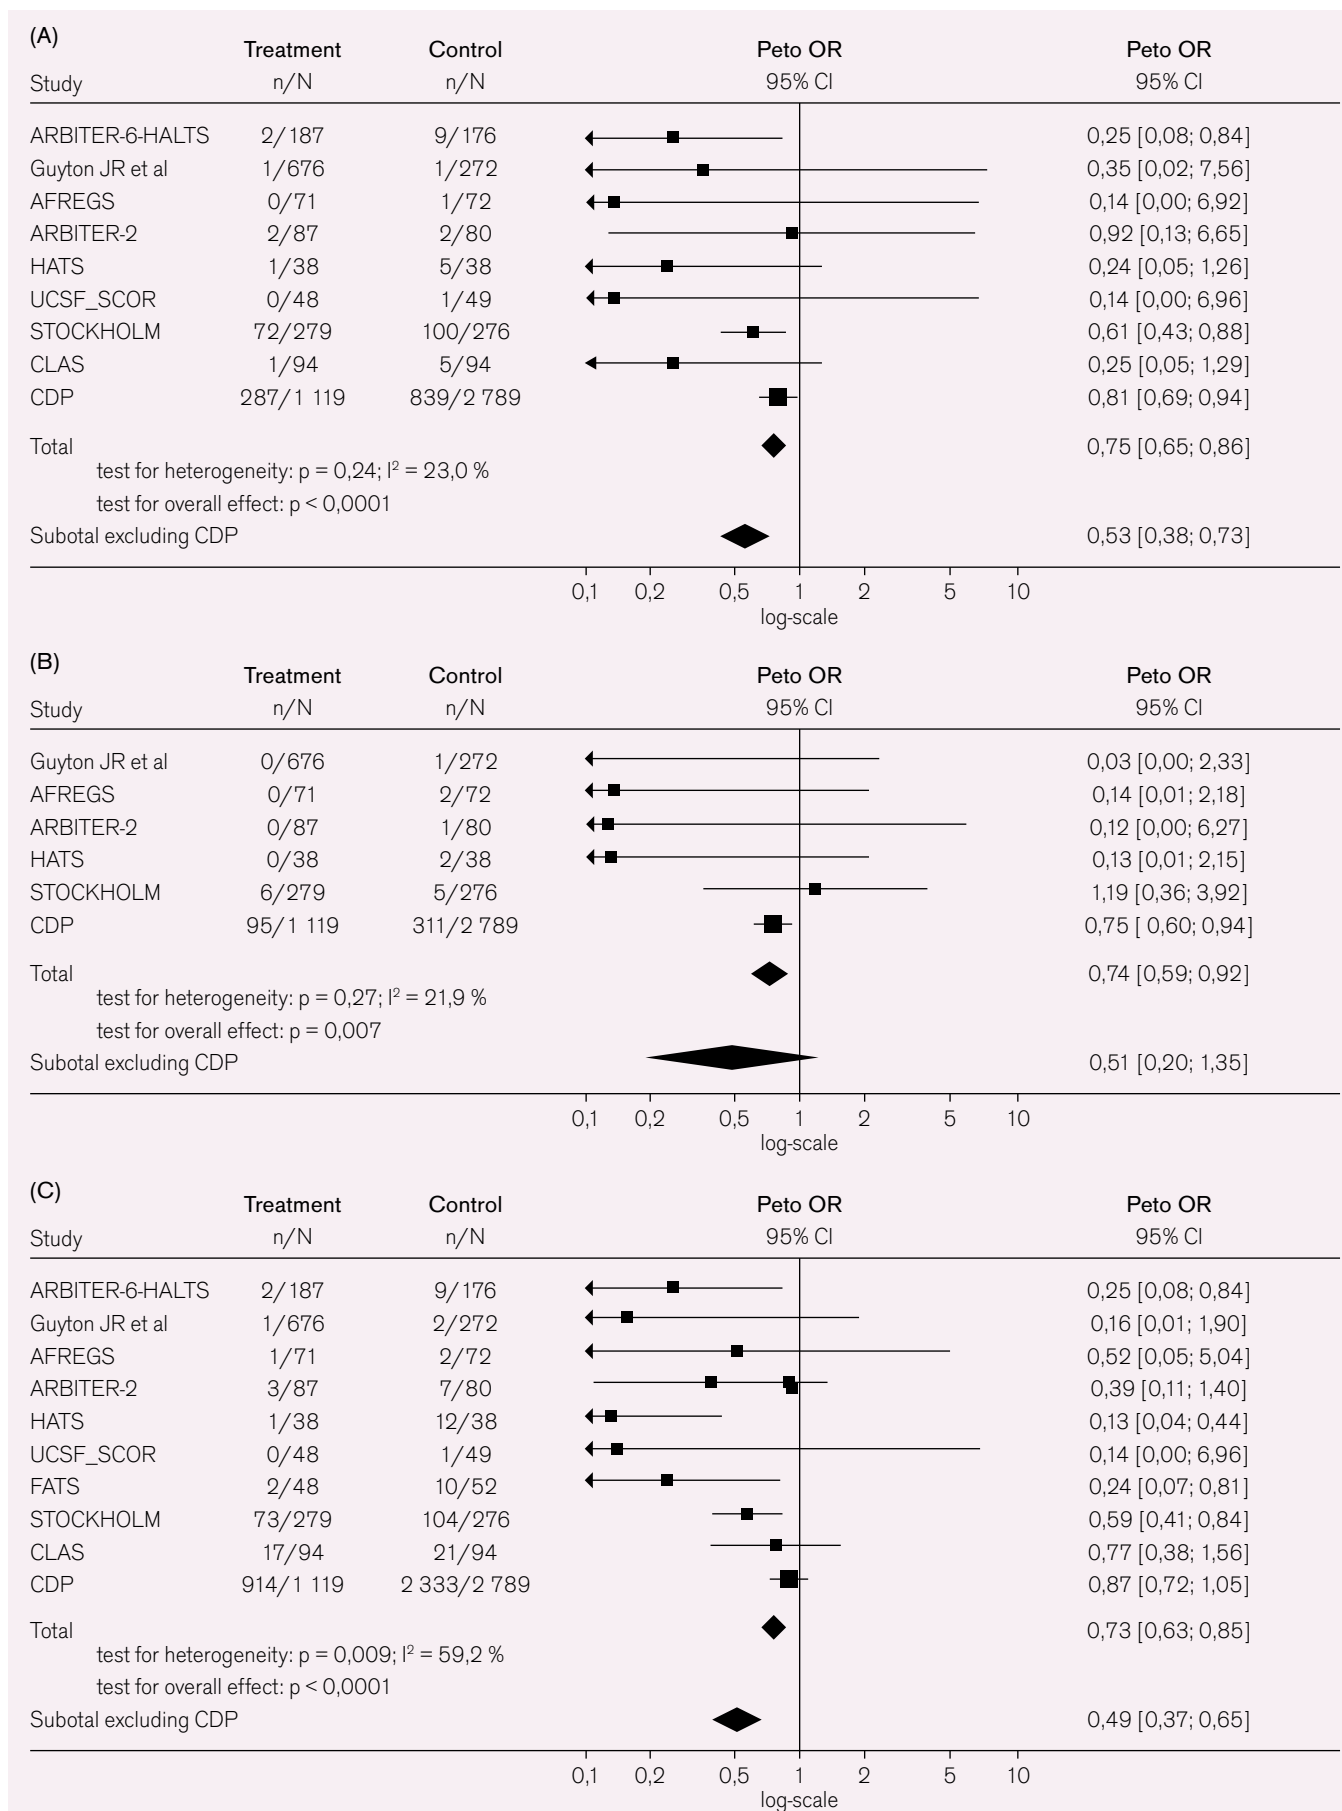 (A)
Treatment Control Peto OR Peto OR
Study n/N n/N 95% CI 95% CI
ARBITER-6-HALTS 2/187 9/176 0,25 [0,08; 0,84]
Guyton JR et al 1/676 1/272 0,35 [0,02; 7,56]
AFREGS 0/71 1/72 0,14 [0,00; 6,92]
ARBITER-2 2/87 2/80 0,92 [0,13; 6,65]
HATS 1/38 5/38 0,24 [0,05; 1,26]
UCSF_SCOR 0/48 1/49 0,14 [0,00; 6,96]
STOCKHOLM 72/279 100/276 0,61 [0,43; 0,88]
CLAS 1/94 5/94 0,25 [0,05; 1,29]
CDP 287/1 119 839/2 789 0,81 [0,69; 0,94]
Total 0,75 [0,65; 0,86]
test for heterogeneity: p = 0,24; I² = 23,0 %
test for overall effect: p < 0,0001
Subotal excluding CDP 0,53 [0,38; 0,73]
0,1 0,2 0,5 1 2 5 10
log-scale
(B)
Treatment Control Peto OR Peto OR
Study n/N n/N 95% CI 95% CI
Guyton JR et al 0/676 1/272 0,03 [0,00; 2,33]
AFREGS 0/71 2/72 0,14 [0,01; 2,18]
ARBITER-2 0/87 1/80 0,12 [0,00; 6,27]
HATS 0/38 2/38 0,13 [0,01; 2,15]
STOCKHOLM 6/279 5/276 1,19 [0,36; 3,92]
CDP 95/1 119 311/2 789 0,75 [ 0,60; 0,94]
Total 0,74 [0,59; 0,92]
test for heterogeneity: p = 0,27; I² = 21,9 %
test for overall effect: p = 0,007
Subotal excluding CDP 0,51 [0,20; 1,35]
0,1 0,2 0,5 1 2 5 10
log-scale
(C)
Treatment Control Peto OR Peto OR
Study n/N n/N 95% CI 95% CI
ARBITER-6-HALTS 2/187 9/176 0,25 [0,08; 0,84]
Guyton JR et al 1/676 2/272 0,16 [0,01; 1,90]
AFREGS 1/71 2/72 0,52 [0,05; 5,04]
ARBITER-2 3/87 7/80 0,39 [0,11; 1,40]
HATS 1/38 12/38 0,13 [0,04; 0,44]
UCSF_SCOR 0/48 1/49 0,14 [0,00; 6,96]
FATS 2/48 10/52 0,24 [0,07; 0,81]
STOCKHOLM 73/279 104/276 0,59 [0,41; 0,84]
CLAS 17/94 21/94 0,77 [0,38; 1,56]
CDP 914/1 119 2 333/2 789 0,87 [0,72; 1,05]
Total 0,73 [0,63; 0,85]
test for heterogeneity: p = 0,009; I² = 59,2 %
test for overall effect: p < 0,0001
Subotal excluding CDP 0,49 [0,37; 0,65]
0,1 0,2 0,5 1 2 5 10
log-scale